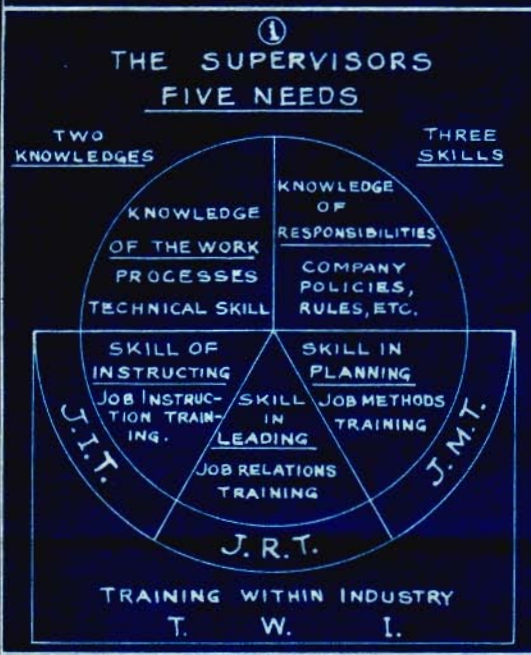 1
THE SUPERVISORS
FIVE NEEDS
TWO
KNOWLEDGES
THREE
SKILLS
KNOWLEDGE
OF THE WORK
PROCESSES
TECHNICAL SKILL
KNOWLEDGE
OF
RESPONSIBILITIES
COMPANY
POLICIES,
RULES, ETC.
SKILL OF
INSTRUCTING
JOB INSTRUC-
TION TRAIN-
ING.
SKILL
IN
LEADING
JOB RELATIONS
TRAINING
SKILL IN
PLANNING
JOB METHODS
TRAINING
J.I.T.
J.R.T.
J.M.T.
TRAINING WITHIN INDUSTRY
T. W. I.